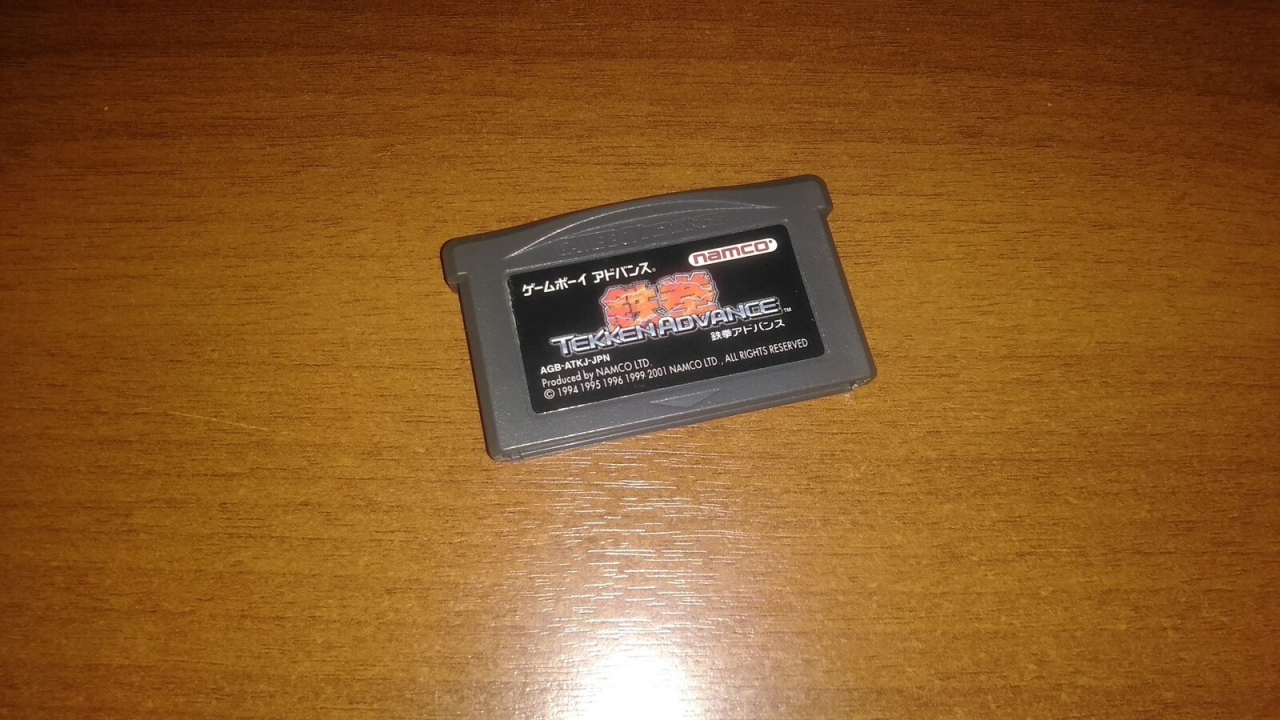 GAME BOY ADVANCE
ゲームボーイ アドバンス®
namco®
鉄拳
TEKKEN ADVANCE™
鉄拳アドバンス
AGB-ATKJ-JPN
Produced by NAMCO LTD.
© 1994 1995 1996 1999 2001 NAMCO LTD., ALL RIGHTS RESERVED